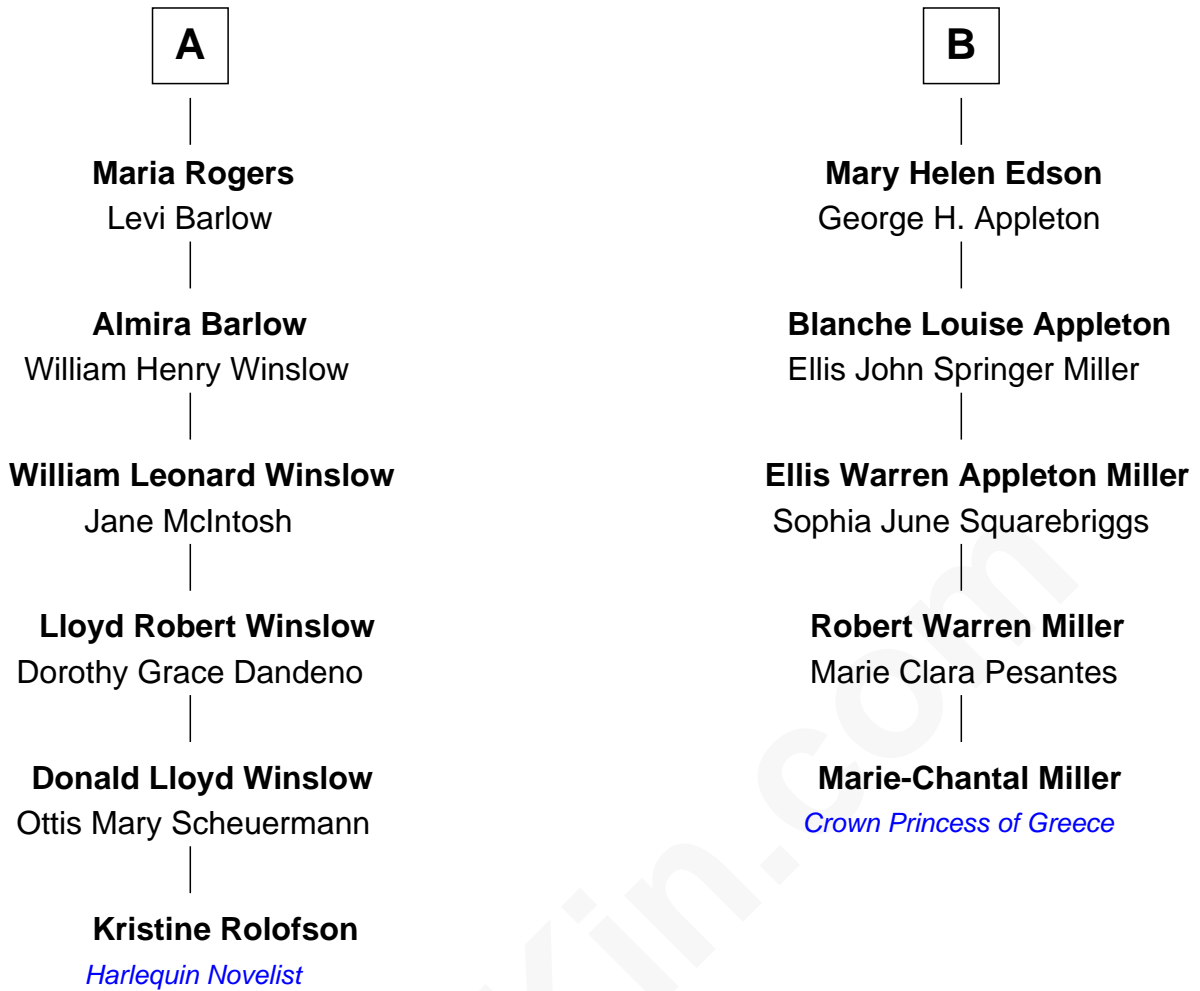 A
Maria Rogers
Levi Barlow
Almira Barlow
William Henry Winslow
William Leonard Winslow
Jane McIntosh
Lloyd Robert Winslow
Dorothy Grace Dandeno
Donald Lloyd Winslow
Ottis Mary Scheuermann
Kristine Rolofson
Harlequin Novelist
B
Mary Helen Edson
George H. Appleton
Blanche Louise Appleton
Ellis John Springer Miller
Ellis Warren Appleton Miller
Sophia June Squarebriggs
Robert Warren Miller
Marie Clara Pesantes
Marie-Chantal Miller
Crown Princess of Greece
Kin.com